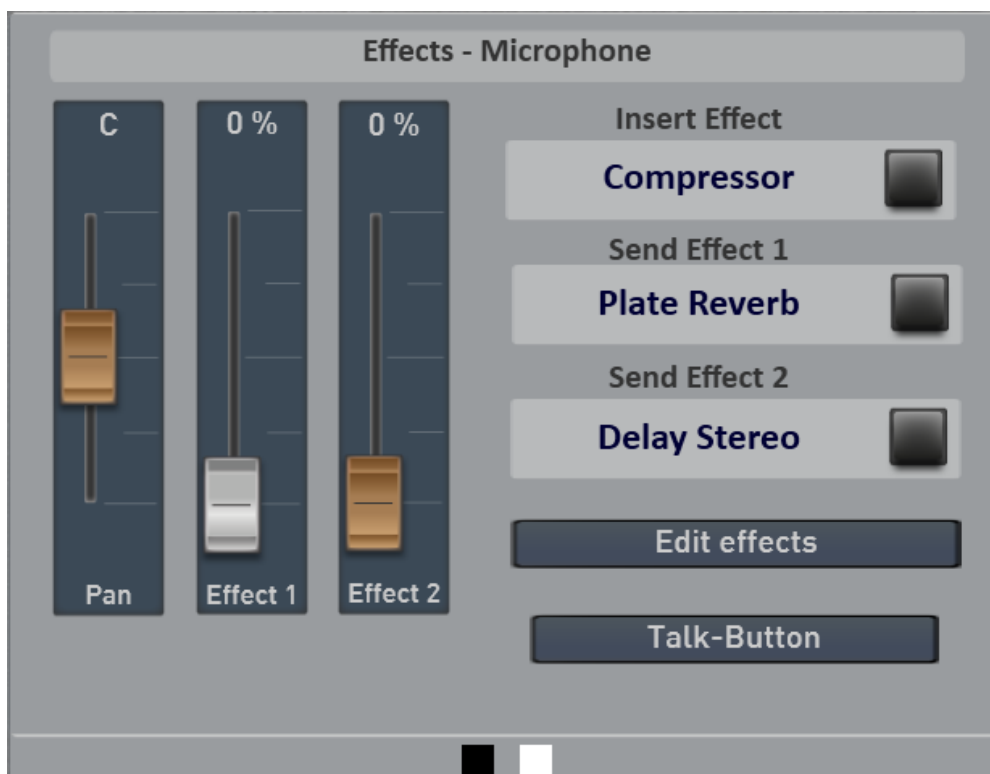 Effects - Microphone
C
0 %
0 %
Pan
Effect 1
Effect 2
Insert Effect
Compressor
Send Effect 1
Plate Reverb
Send Effect 2
Delay Stereo
Edit effects
Talk-Button